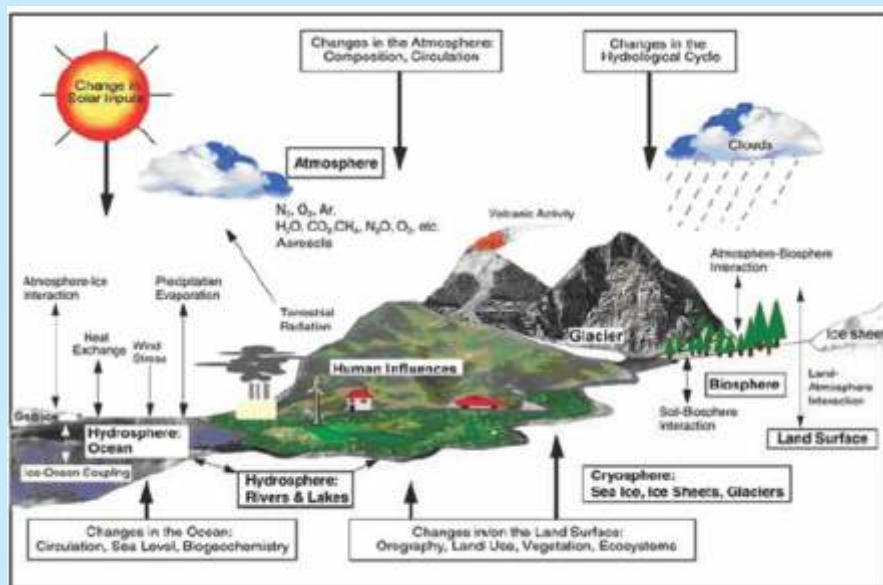 Change in
Solar Inputs
Changes in the Atmosphere:
Composition, Circulation
Changes in the
Hydrological Cycle
Atmosphere
Clouds
N₂, O₂, Ar,
H₂O, CO₂, CH₄, N₂O, O₃, etc.
Aerosols
Volcanic Activity
Atmosphere-Biosphere
Interaction
Atmosphere-Ice
Interaction
Precipitation
Evaporation
Terrestrial
Radiation
Heat
Exchange
Wind
Stress
Glacier
Ice sheet
Human Influences
Biosphere
Land-
Atmosphere
Interaction
Soil-Biosphere
Interaction
Land Surface
Sea Ice
Hydrosphere:
Ocean
Ice-Ocean Coupling
Hydrosphere:
Rivers & Lakes
Cryosphere:
Sea Ice, Ice Sheets, Glaciers
Changes in the Ocean:
Circulation, Sea Level, Biogeochemistry
Changes in/on the Land Surface:
Orography, Land Use, Vegetation, Ecosystems